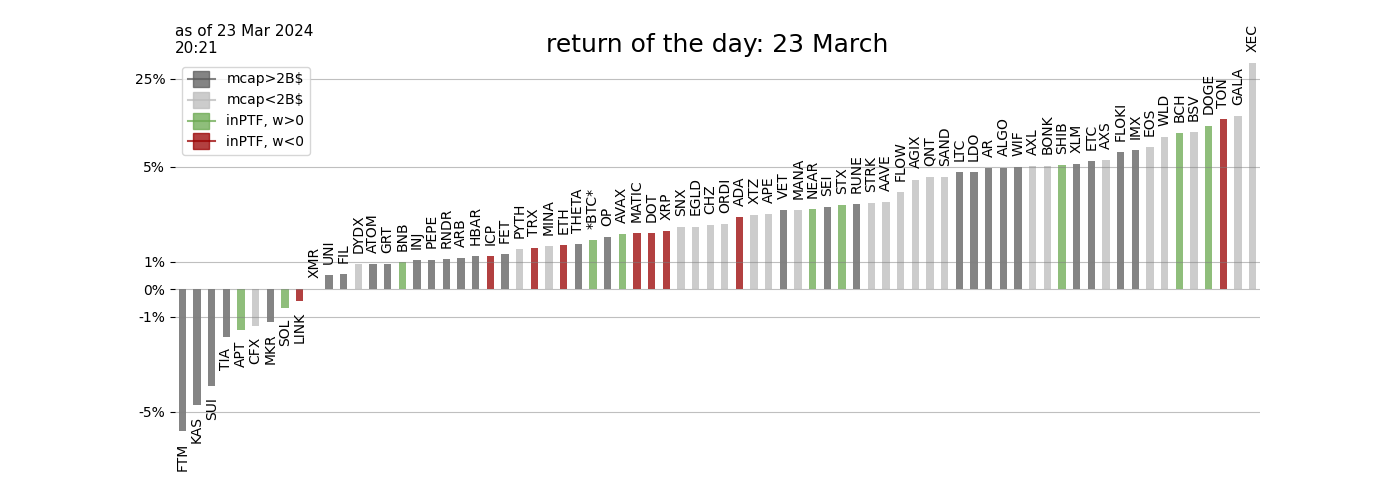 as of 23 Mar 2024
20:21
return of the day: 23 March
mcap>2B$
mcap<2B$
inPTF, w>0
inPTF, w<0
25%
5%
1%
0%
-1%
-5%
FTM
KAS
SUI
TIA
APT
CFX
MKR
SOL
LINK
XMR
UNI
FIL
DYDX
ATOM
GRT
BNB
INJ
PEPE
RNDR
ARB
HBAR
ICP
FET
PYTH
TRX
MINA
ETH
THETA
*BTC*
OP
AVAX
MATIC
DOT
XRP
SNX
EGLD
CHZ
ORDI
ADA
XTZ
APE
VET
MANA
NEAR
SEI
STX
RUNE
STRK
AAVE
FLOW
AGIX
QNT
SAND
LTC
LDO
AR
ALGO
WIF
AXL
BONK
SHIB
XLM
ETC
AXS
FLOKI
IMX
EOS
WLD
BCH
BSV
DOGE
TON
GALA
XEC